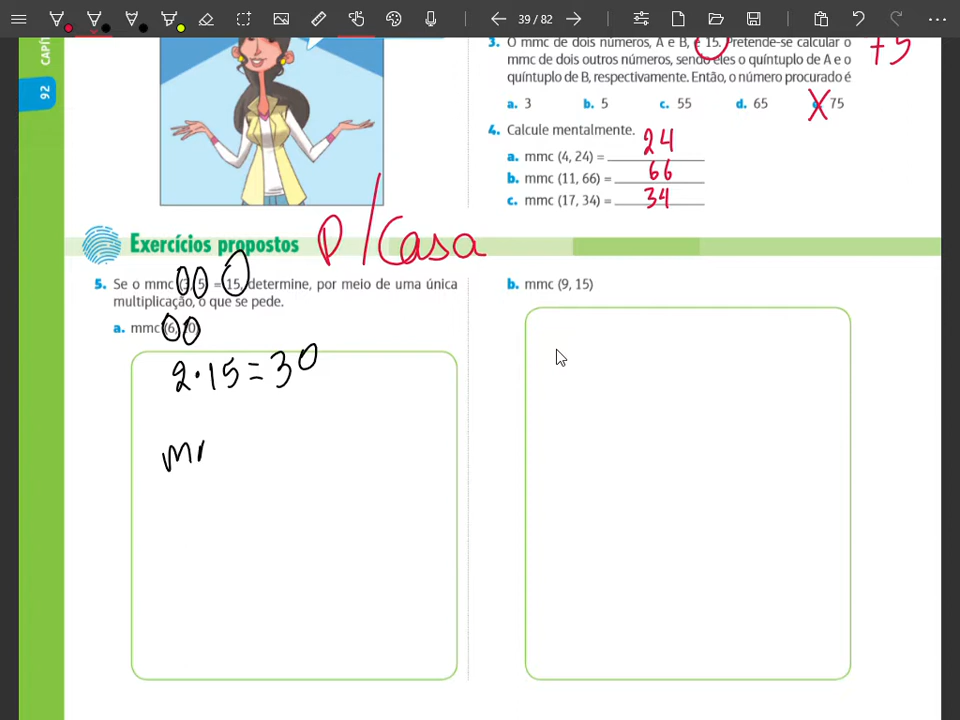 39 / 82
CAPÍT
92
3. O mmc de dois números, A e B, é 15. Pretende-se calcular o
mmc de dois outros números, sendo eles o quíntuplo de A e o
quíntuplo de B, respectivamente. Então, o número procurado é
a. 3 b. 5 c. 55 d. 65 75
4. Calcule mentalmente.
a. mmc (4, 24) = 24
b. mmc (11, 66) = 66
c. mmc (17, 34) = 34
Exercícios propostos P/Casa
5. Se o mmc (3, 5) = 15, determine, por meio de uma única
multiplicação, o que se pede.
a. mmc (6, 10)
2·15=30
b. mmc (9, 15)